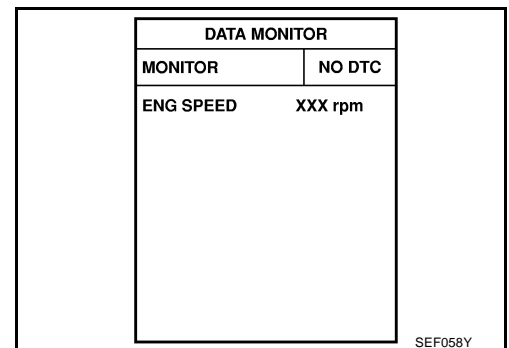 DATA MONITOR
MONITOR NO DTC
ENG SPEED XXX rpm
SEF058Y